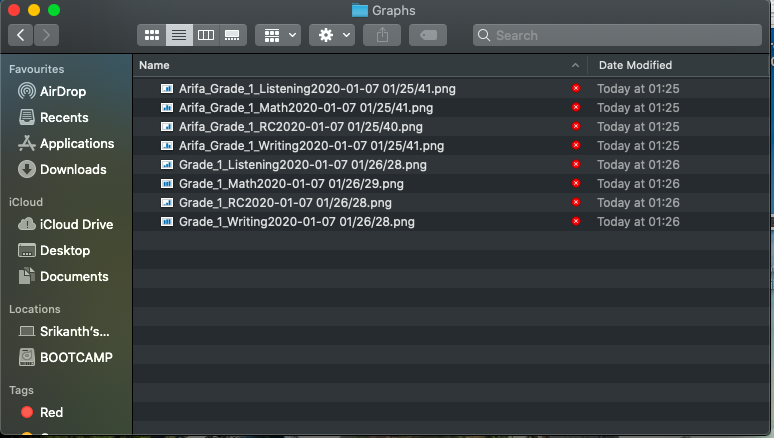 Graphs
Search
Favourites
AirDrop
Recents
Applications
Downloads
iCloud
iCloud Drive
Desktop
Documents
Locations
Srikanth's...
BOOTCAMP
Tags
Red
Name Date Modified
Arifa_Grade_1_Listening2020-01-07 01/25/41.png Today at 01:25
Arifa_Grade_1_Math2020-01-07 01/25/41.png Today at 01:25
Arifa_Grade_1_RC2020-01-07 01/25/40.png Today at 01:25
Arifa_Grade_1_Writing2020-01-07 01/25/41.png Today at 01:25
Grade_1_Listening2020-01-07 01/26/28.png Today at 01:26
Grade_1_Math2020-01-07 01/26/29.png Today at 01:26
Grade_1_RC2020-01-07 01/26/28.png Today at 01:26
Grade_1_Writing2020-01-07 01/26/28.png Today at 01:26